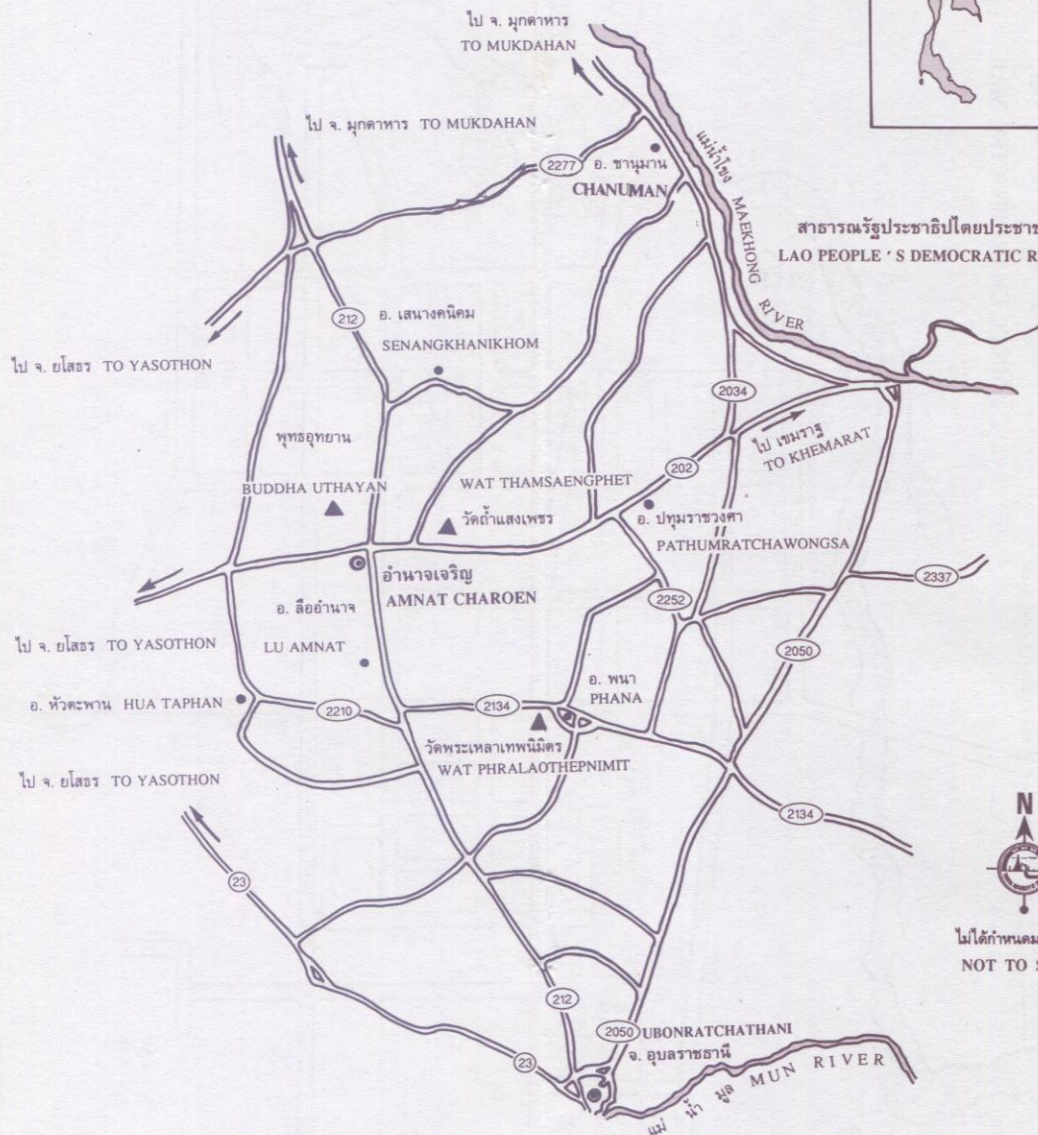 ไป จ. มุกดาหาร
TO MUKDAHAN
ไป จ. มุกดาหาร TO MUKDAHAN
2277
อ. ชานุมาน
CHANUMAN
แม่น้ำโขง MAEKHONG RIVER
สาธารณรัฐประชาธิปไตยประชาช
LAO PEOPLE ' S DEMOCRATIC R
212
อ. เสนางคนิคม
SENANGKHANIKHOM
ไป จ. ยโสธร TO YASOTHON
2034
ไป เขมราฐ
TO KHEMARAT
พุทธอุทยาน
BUDDHA UTHAYAN
202
WAT THAMSAENGPHET
วัดถ้ำแสงเพชร
อ. ปทุมราชวงศา
PATHUMRATCHAWONGSA
อำนาจเจริญ
AMNAT CHAROEN
2337
2252
อ. ลืออำนาจ
LU AMNAT
ไป จ. ยโสธร TO YASOTHON
2050
อ. พนา
PHANA
อ. หัวตะพาน HUA TAPHAN
2210
2134
วัดพระเหลาเทพนิมิตร
WAT PHRALAOTHEPNIMIT
ไป จ. ยโสธร TO YASOTHON
2134
N
23
ไม่ได้กำหนดม
NOT TO S
212
2050
UBONRATCHATHANI
จ. อุบลราชธานี
23
แม่ น้ำ มูล MUN RIVER